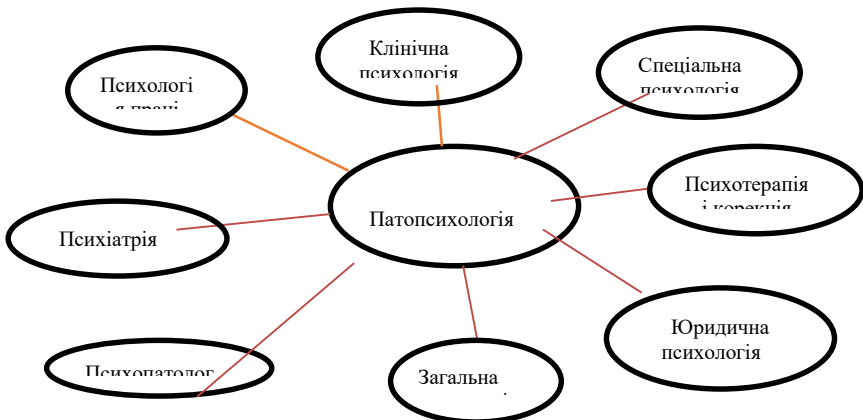 Клінічна
психологія
Спеціальна
психологія
Психологі
я праці
Психотерапія
і корекція
Патопсихологія
Психіатрія
Юридична
психологія
Психопатолог
Загальна